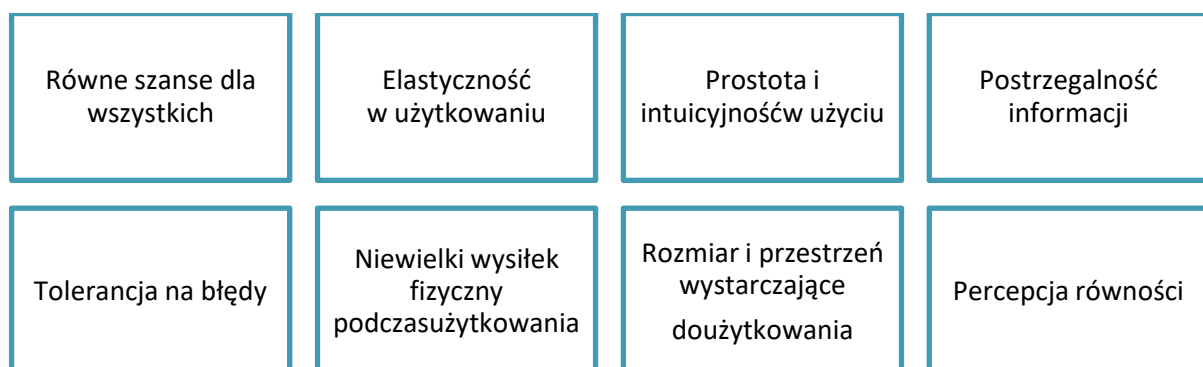 Równe szanse dla
wszystkich
Elastyczność
w użytkowaniu
Prostota i
intuicyjnośćw użyciu
Postrzegalność
informacji
Tolerancja na błędy
Niewielki wysiłek
fizyczny
podczasużytkowania
Rozmiar i przestrzeń
wystarczające
doużytkowania
Percepcja równości